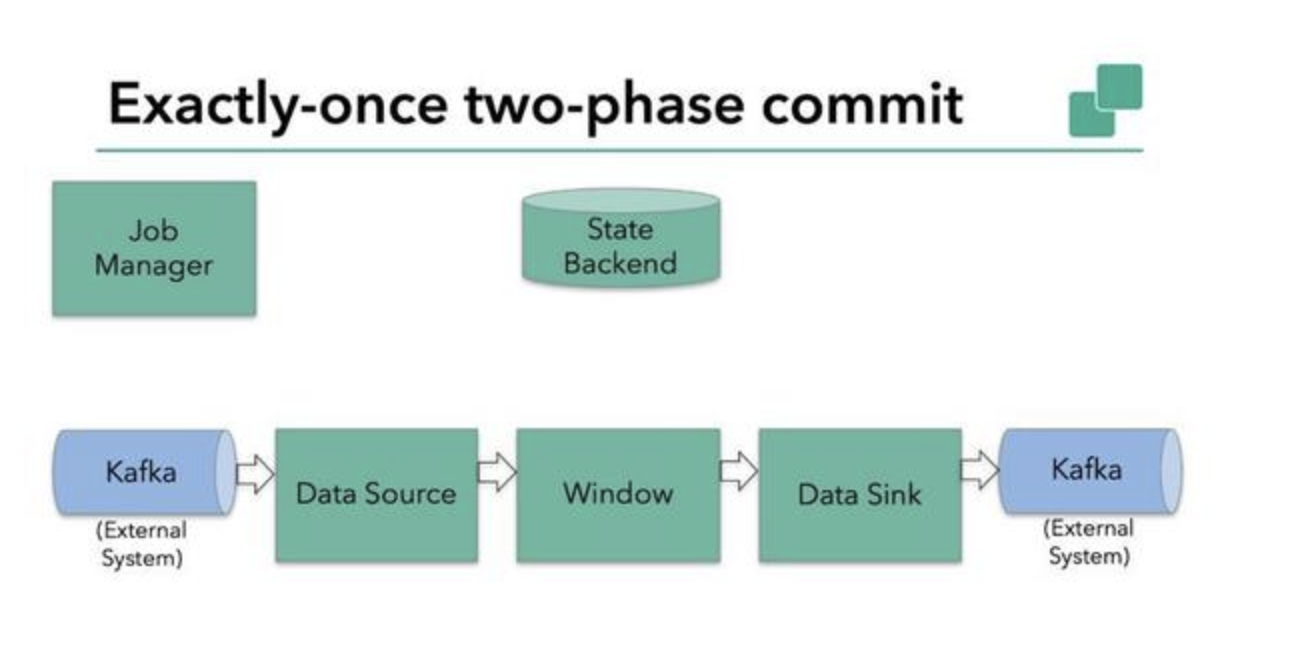 Exactly-once two-phase commit
Job
Manager
State
Backend
Kafka
(External
System)
Data Source
Window
Data Sink
Kafka
(External
System)